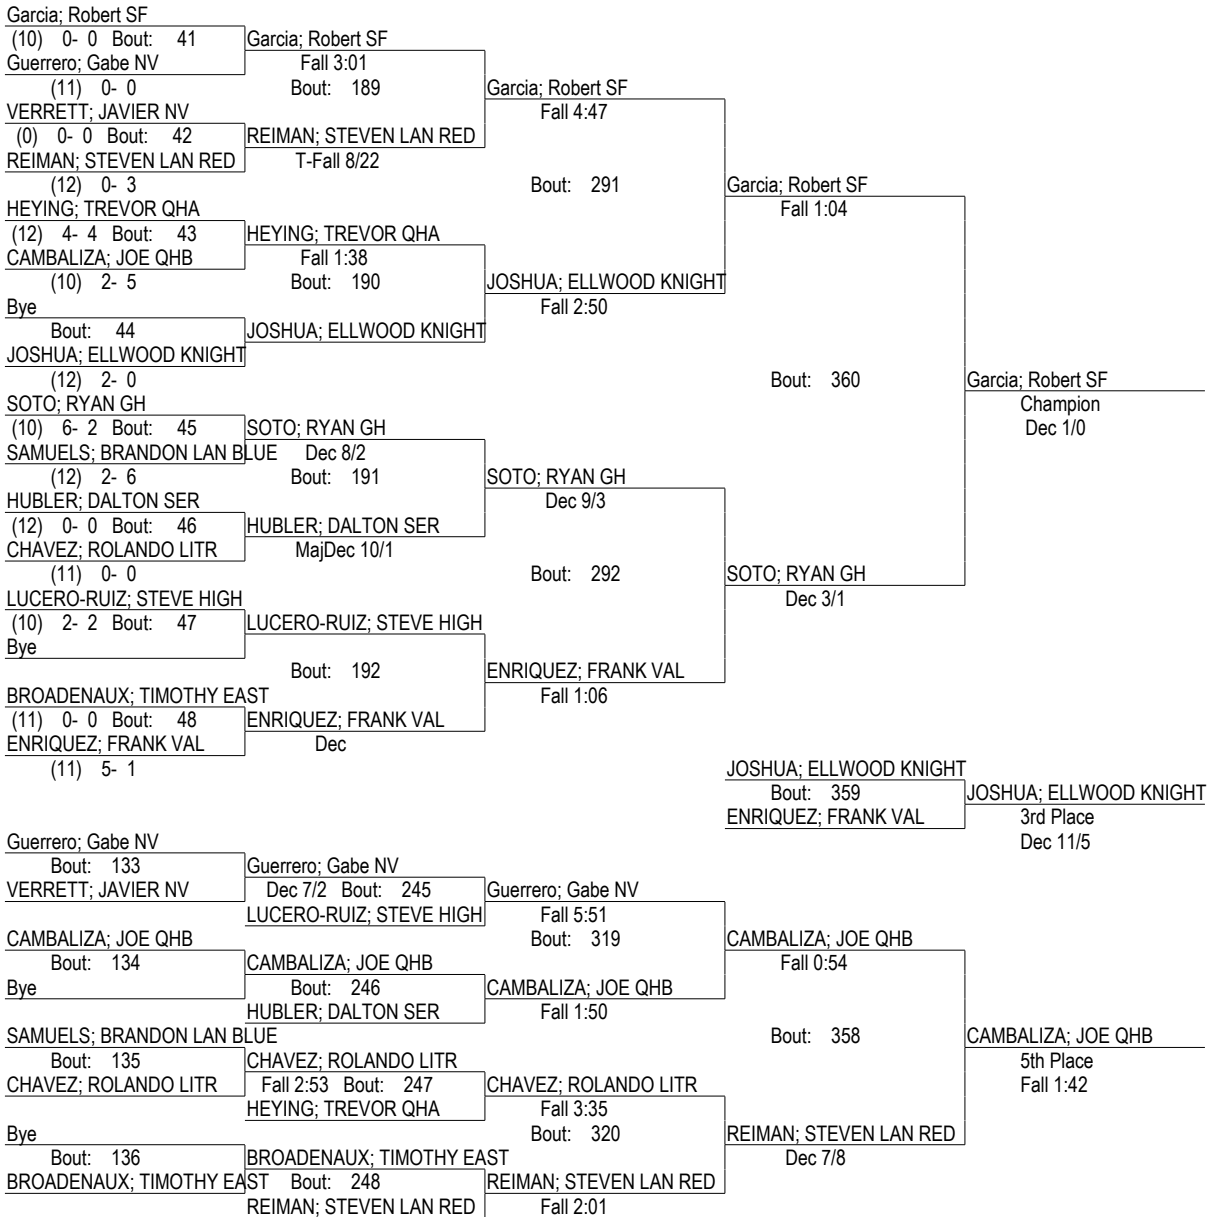 Garcia; Robert SF
(10) 0- 0 Bout: 41 Garcia; Robert SF
Guerrero; Gabe NV Fall 3:01
(11) 0- 0 Bout: 189 Garcia; Robert SF
VERRETT; JAVIER NV Fall 4:47
(0) 0- 0 Bout: 42 REIMAN; STEVEN LAN RED
REIMAN; STEVEN LAN RED T-Fall 8/22
(12) 0- 3 Bout: 291 Garcia; Robert SF
HEYING; TREVOR QHA Fall 1:04
(12) 4- 4 Bout: 43 HEYING; TREVOR QHA
CAMBALIZA; JOE QHB Fall 1:38
(10) 2- 5 Bout: 190 JOSHUA; ELLWOOD KNIGHT
Bye Fall 2:50
Bout: 44 JOSHUA; ELLWOOD KNIGHT
JOSHUA; ELLWOOD KNIGHT
(12) 2- 0 Bout: 360 Garcia; Robert SF
SOTO; RYAN GH Champion
(10) 6- 2 Bout: 45 SOTO; RYAN GH Dec 1/0
SAMUELS; BRANDON LAN BLUE Dec 8/2
(12) 2- 6 Bout: 191 SOTO; RYAN GH
HUBLER; DALTON SER Dec 9/3
(12) 0- 0 Bout: 46 HUBLER; DALTON SER
CHAVEZ; ROLANDO LITR MajDec 10/1
(11) 0- 0 Bout: 292 SOTO; RYAN GH
LUCERO-RUIZ; STEVE HIGH Dec 3/1
(10) 2- 2 Bout: 47 LUCERO-RUIZ; STEVE HIGH
Bye
Bout: 192 ENRIQUEZ; FRANK VAL
BROADENAUX; TIMOTHY EAST Fall 1:06
(11) 0- 0 Bout: 48 ENRIQUEZ; FRANK VAL
ENRIQUEZ; FRANK VAL Dec
(11) 5- 1 JOSHUA; ELLWOOD KNIGHT
Bout: 359 JOSHUA; ELLWOOD KNIGHT
ENRIQUEZ; FRANK VAL 3rd Place
Guerrero; Gabe NV Dec 11/5
Bout: 133 Guerrero; Gabe NV
VERRETT; JAVIER NV Dec 7/2 Bout: 245 Guerrero; Gabe NV
LUCERO-RUIZ; STEVE HIGH Fall 5:51
CAMBALIZA; JOE QHB Bout: 319 CAMBALIZA; JOE QHB
Bout: 134 CAMBALIZA; JOE QHB Fall 0:54
Bye Bout: 246 CAMBALIZA; JOE QHB
HUBLER; DALTON SER Fall 1:50
SAMUELS; BRANDON LAN BLUE Bout: 358 CAMBALIZA; JOE QHB
Bout: 135 CHAVEZ; ROLANDO LITR 5th Place
CHAVEZ; ROLANDO LITR Fall 2:53 Bout: 247 CHAVEZ; ROLANDO LITR Fall 1:42
HEYING; TREVOR QHA Fall 3:35
Bye Bout: 320 REIMAN; STEVEN LAN RED
Bout: 136 BROADENAUX; TIMOTHY EAST Dec 7/8
BROADENAUX; TIMOTHY EAST Bout: 248 REIMAN; STEVEN LAN RED
REIMAN; STEVEN LAN RED Fall 2:01